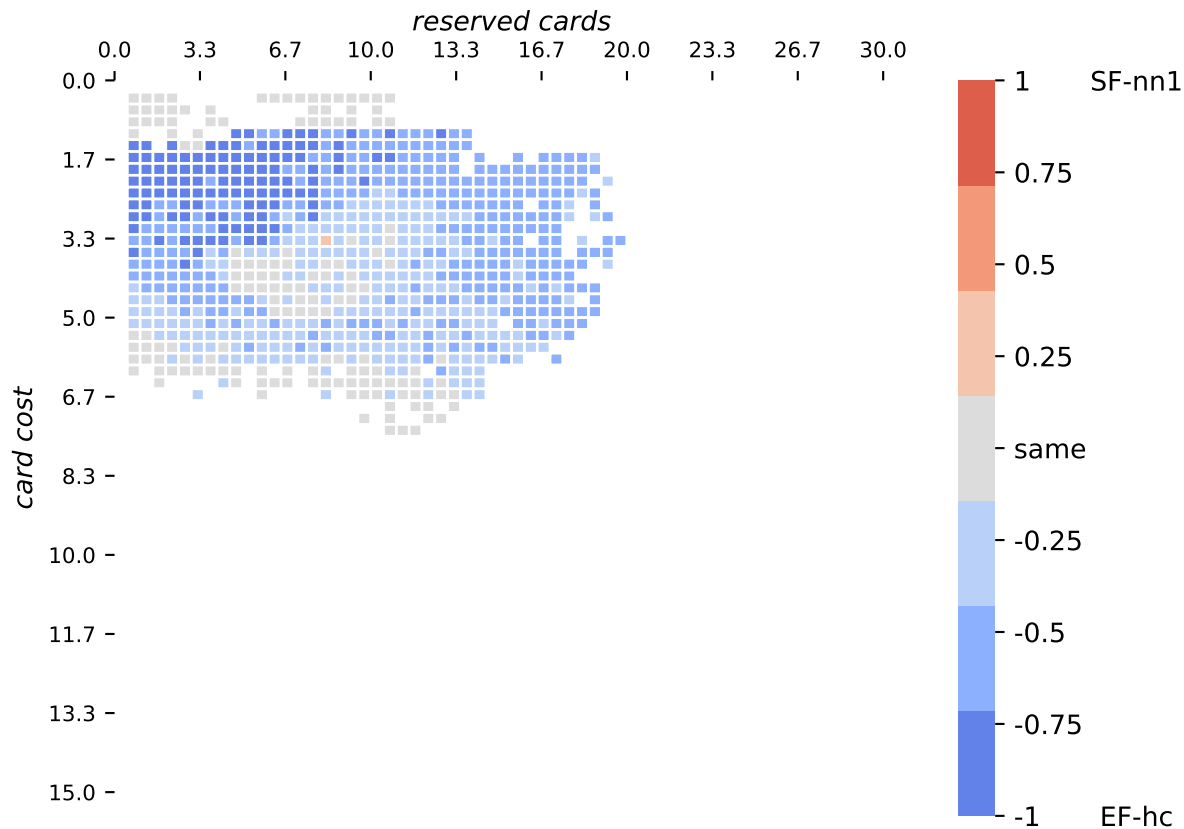 reserved cards
0.0 3.3 6.7 10.0 13.3 16.7 20.0 23.3 26.7 30.0
card cost
0.0
1.7
3.3
5.0
6.7
8.3
10.0
11.7
13.3
15.0
1 SF-nn1
0.75
0.5
0.25
same
-0.25
-0.5
-0.75
-1 EF-hc